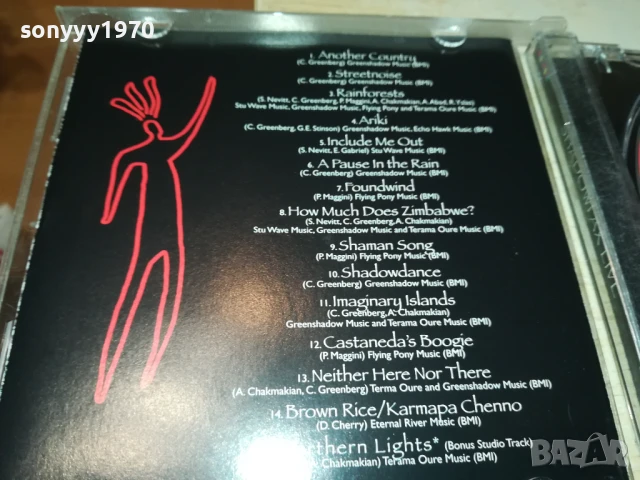 sonyyy1970
1. Another Country
(C. Greenberg) Greenshadow Music (BMI)
2. Streetnoise
(C. Greenberg) Greenshadow Music (BMI)
3. Rainforests
(S. Nevitt, C. Greenberg, P. Maggini, A. Chakmakian, A. Abad, R. Yslas)
Stu Wave Music, Greenshadow Music, Flying Pony and Terama Oure Music (BMI)
4. Ariki
(C. Greenberg, G.E. Stinson) Greenshadow Music, Echo Hawk Music (BMI)
5. Include Me Out
(S. Nevitt, E. Gabriel) Stu Wave Music (BMI)
6. A Pause In the Rain
(C. Greenberg) Greenshadow Music (BMI)
7. Foundwind
(P. Maggini) Flying Pony Music (BMI)
8. How Much Does Zimbabwe?
(S. Nevitt, C. Greenberg, A. Chakmakian)
Stu Wave Music, Greenshadow Music and Terama Oure Music (BMI)
9. Shaman Song
(P. Maggini) Flying Pony Music (BMI)
10. Shadowdance
(C. Greenberg) Greenshadow Music (BMI)
11. Imaginary Islands
(C. Greenberg, A. Chakmakian)
Greenshadow Music and Terama Oure Music (BMI)
12. Castaneda's Boogie
(P. Maggini) Flying Pony Music (BMI)
13. Neither Here Nor There
(A. Chakmakian, C. Greenberg) Terma Oure and Greenshadow Music (BMI)
14. Brown Rice/Karmapa Chenno
(D. Cherry) Eternal River Music (BMI)
Lights* (Bonus Studio Track)
Chakmakian) Terama Oure Music (BMI)
BAZAR